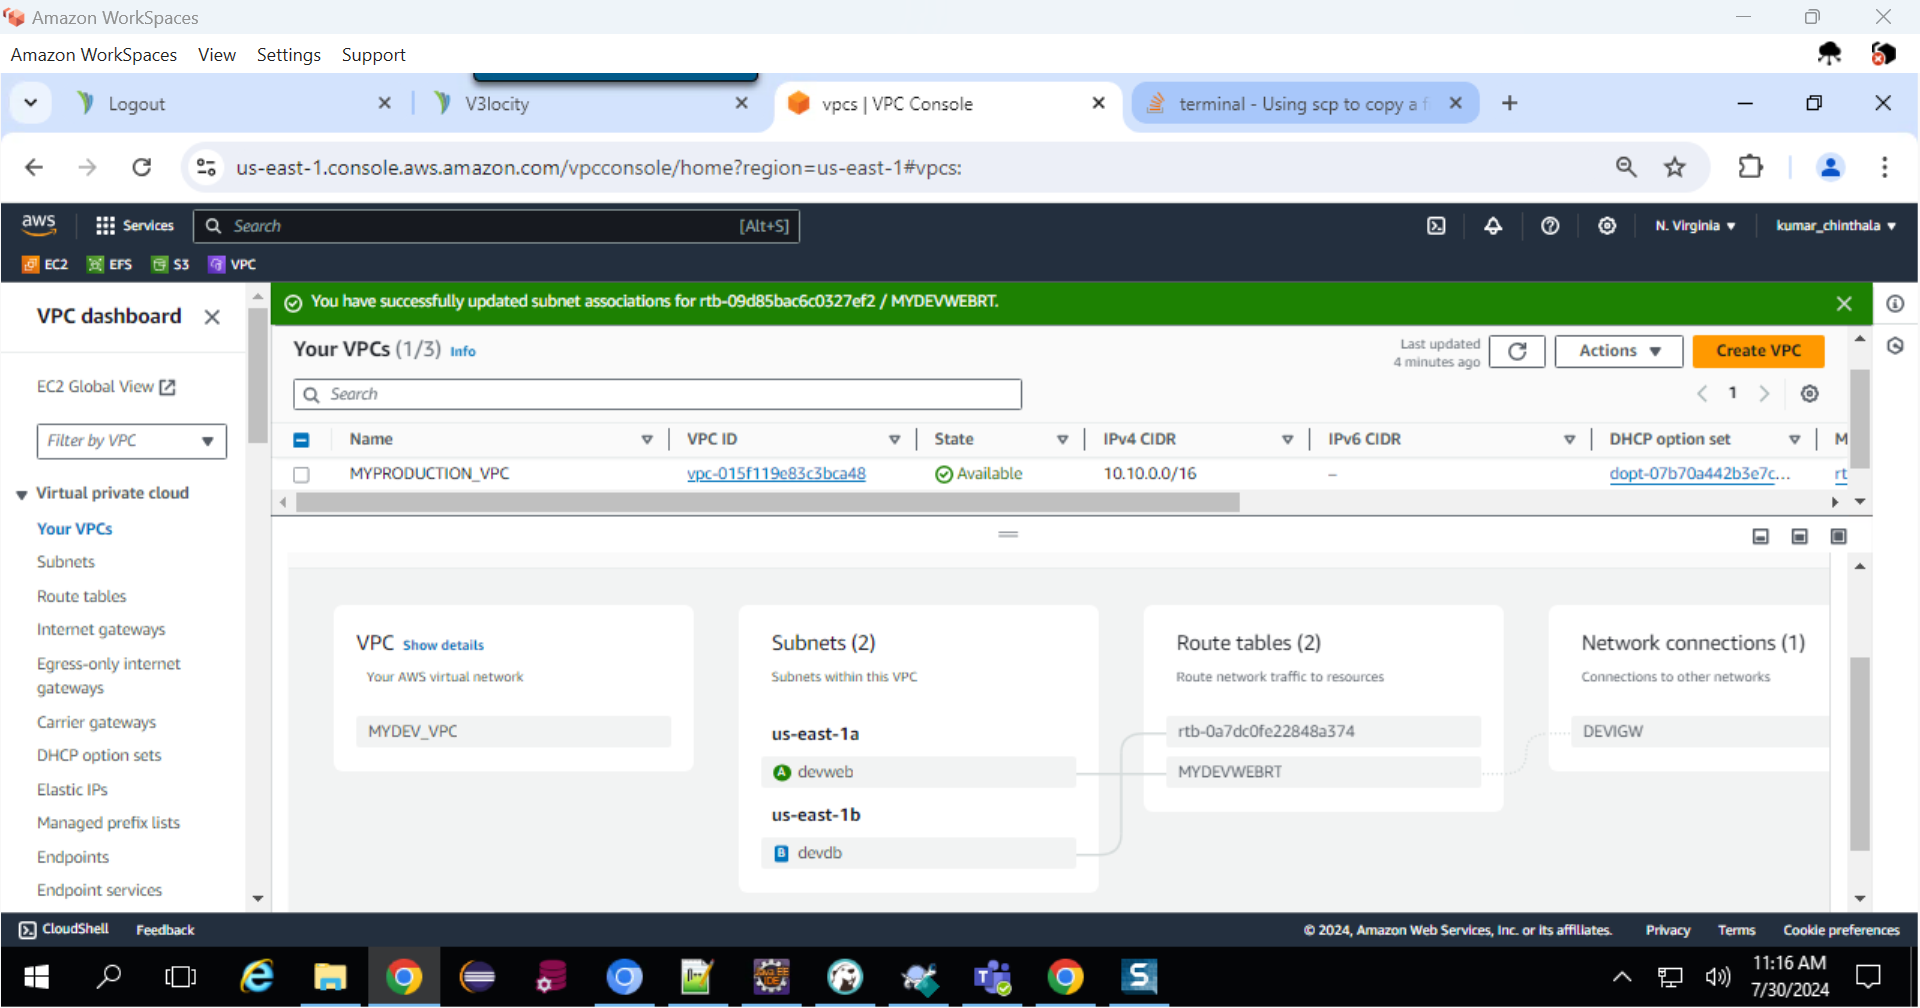 Amazon WorkSpaces
Amazon WorkSpaces View Settings Support
Logout V3locity vpcs | VPC Console terminal - Using scp to copy a f
us-east-1.console.aws.amazon.com/vpcconsole/home?region=us-east-1#vpcs:
aws Services Search [Alt+S] N. Virginia kumar_chinthala
EC2 EFS S3 VPC
VPC dashboard
You have successfully updated subnet associations for rtb-09d85bac6c0327ef2 / MYDEVWEBRT.
EC2 Global View
Filter by VPC
Virtual private cloud
Your VPCs
Subnets
Route tables
Internet gateways
Egress-only internet
gateways
Carrier gateways
DHCP option sets
Elastic IPs
Managed prefix lists
Endpoints
Endpoint services
Your VPCs (1/3) Info
Last updated
4 minutes ago
Actions
Create VPC
Search
1
Name VPC ID State IPv4 CIDR IPv6 CIDR DHCP option set M
MYPRODUCTION_VPC vpc-015f119e83c3bca48 Available 10.10.0.0/16 – dopt-07b70a442b3e7c... rt
VPC Show details
Your AWS virtual network
MYDEV_VPC
Subnets (2)
Subnets within this VPC
us-east-1a
A devweb
us-east-1b
B devdb
Route tables (2)
Route network traffic to resources
rtb-0a7dc0fe22848a374
MYDEVWEBRT
Network connections (1)
Connections to other networks
DEVIGW
CloudShell Feedback © 2024, Amazon Web Services, Inc. or its affiliates. Privacy Terms Cookie preferences
11:16 AM
7/30/2024